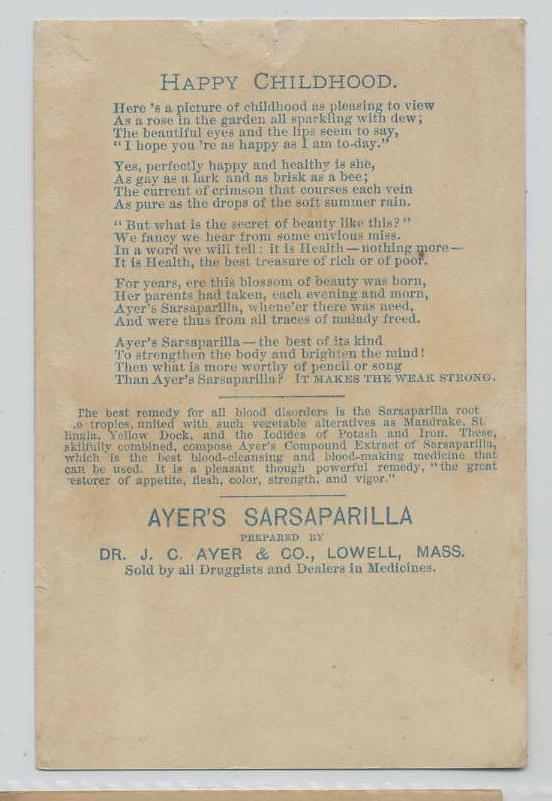 HAPPY CHILDHOOD.
Here 's a picture of childhood as pleasing to view
As a rose in the garden all sparkling with dew;
The beautiful eyes and the lips seem to say,
" I hope you 're as happy as I am to-day."
Yes, perfectly happy and healthy is she,
As gay as a lark and as brisk as a bee;
The current of crimson that courses each vein
As pure as the drops of the soft summer rain.
" But what is the secret of beauty like this? "
We fancy we hear from some envious miss.
In a word we will tell: it is Health — nothing more —
It is Health, the best treasure of rich or of poor.
For years, ere this blossom of beauty was born,
Her parents had taken, each evening and morn,
Ayer's Sarsaparilla, whene'er there was need,
And were thus from all traces of malady freed.
Ayer's Sarsaparilla — the best of its kind
To strengthen the body and brighten the mind!
Then what is more worthy of pencil or song
Than Ayer's Sarsaparilla? IT MAKES THE WEAK STRONG.
The best remedy for all blood disorders is the Sarsaparilla root
e tropics, united with such vegetable alteratives as Mandrake, St
lingia, Yellow Dock, and the Iodides of Potash and Iron. These,
skilfully combined, compose Ayer's Compound Extract of Sarsaparilla,
which is the best blood-cleansing and blood-making medicine that
can be used. It is a pleasant though powerful remedy, "the great
estorer of appetite, flesh, color, strength, and vigor."
AYER'S SARSAPARILLA
PREPARED BY
DR. J. C. AYER & CO., LOWELL, MASS.
Sold by all Druggists and Dealers in Medicines.